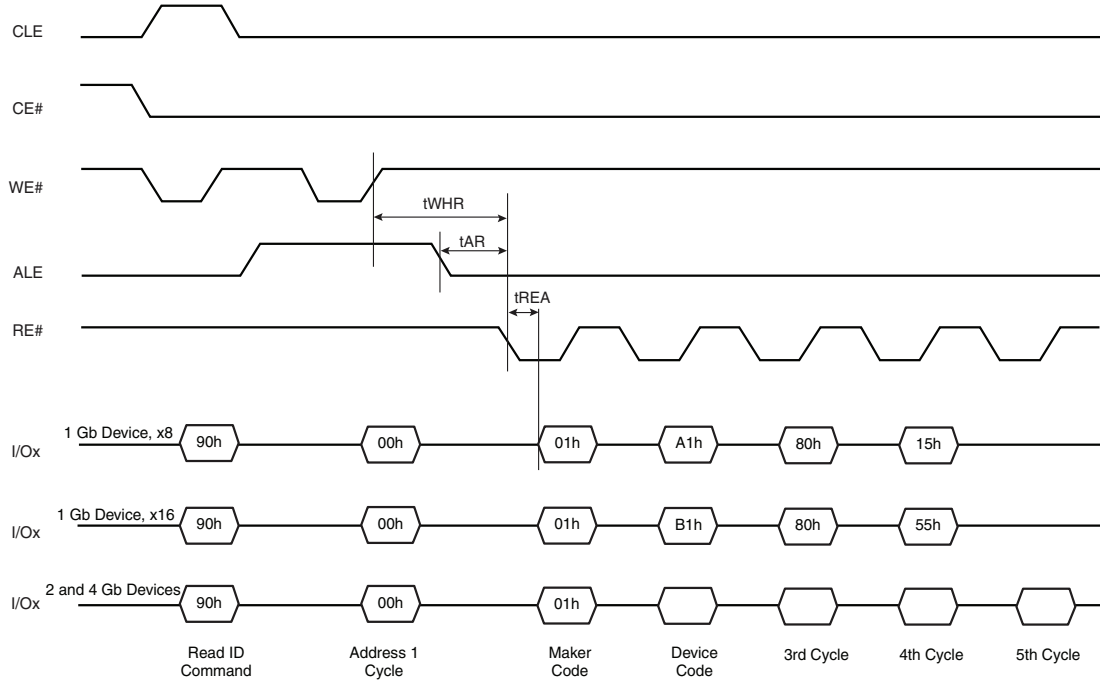 CLE
CE#
WE#
tWHR
tAR
ALE
tREA
RE#
1 Gb Device, x8
I/Ox
90h
00h
01h
A1h
80h
15h
1 Gb Device, x16
I/Ox
90h
00h
01h
B1h
80h
55h
2 and 4 Gb Devices
I/Ox
90h
00h
01h
Read ID
Command
Address 1
Cycle
Maker
Code
Device
Code
3rd Cycle
4th Cycle
5th Cycle